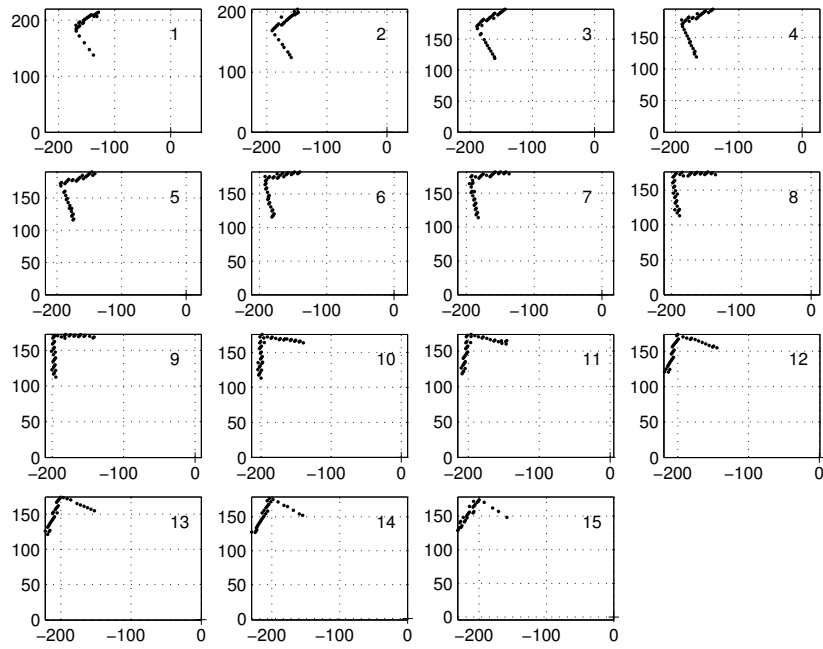 200 1 100 0 −200 −100 0
200 2 100 0 −200 −100 0
150 3 100 50 0 −200 −100 0
150 4 100 50 0 −200 −100 0
150 5 100 50 0 −200 −100 0
150 6 100 50 0 −200 −100 0
150 7 100 50 0 −200 −100 0
150 8 100 50 0 −200 −100 0
150 9 100 50 0 −200 −100 0
150 10 100 50 0 −200 −100 0
150 11 100 50 0 −200 −100 0
150 12 100 50 0 −200 −100 0
150 13 100 50 0 −200 −100 0
150 14 100 50 0 −200 −100 0
150 15 100 50 0 −200 −100 0